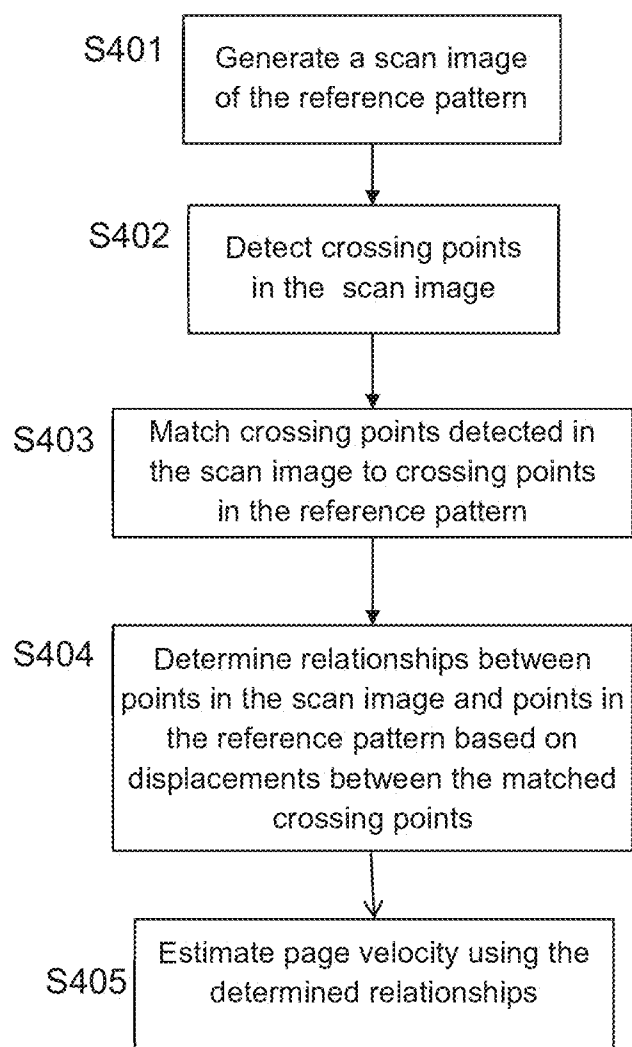 S401
Generate a scan image
of the reference pattern
S402
Detect crossing points
in the scan image
S403
Match crossing points detected in
the scan image to crossing points
in the reference pattern
S404
Determine relationships between
points in the scan image and points in
the reference pattern based on
displacements between the matched
crossing points
S405
Estimate page velocity using the
determined relationships